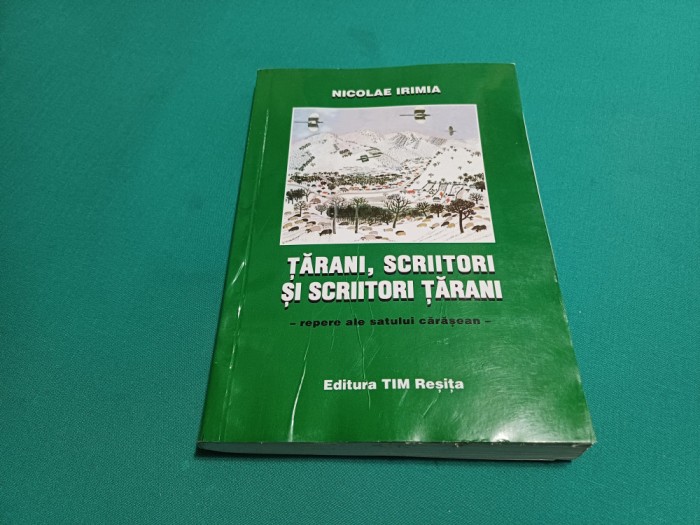 NICOLAE IRIMIA
ȚĂRANI, SCRIITORI
ȘI SCRIITORI ȚĂRANI
– repere ale satului cărășean –
Editura TIM Reșița